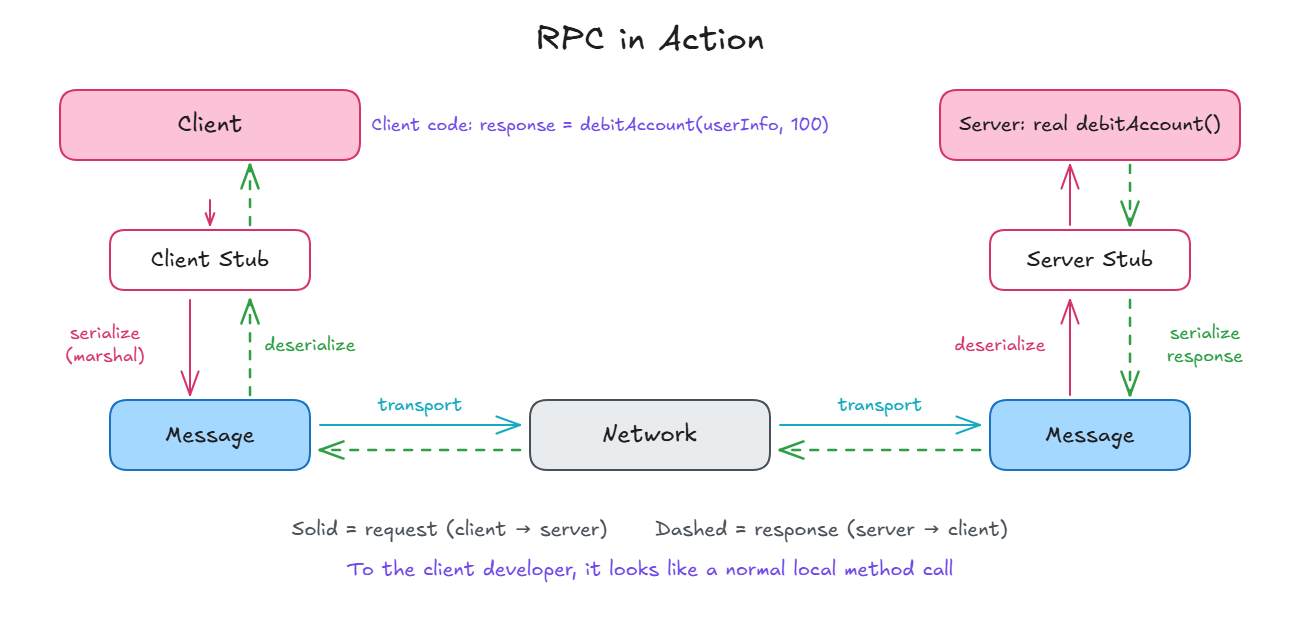 RPC in Action
Client
Client code: response = debitAccount(userInfo, 100)
Server: real debitAccount()
Client Stub
Server Stub
serialize
(marshal)
deserialize
deserialize
serialize
response
Message
transport
Network
transport
Message
Solid = request (client → server)
Dashed = response (server → client)
To the client developer, it looks like a normal local method call